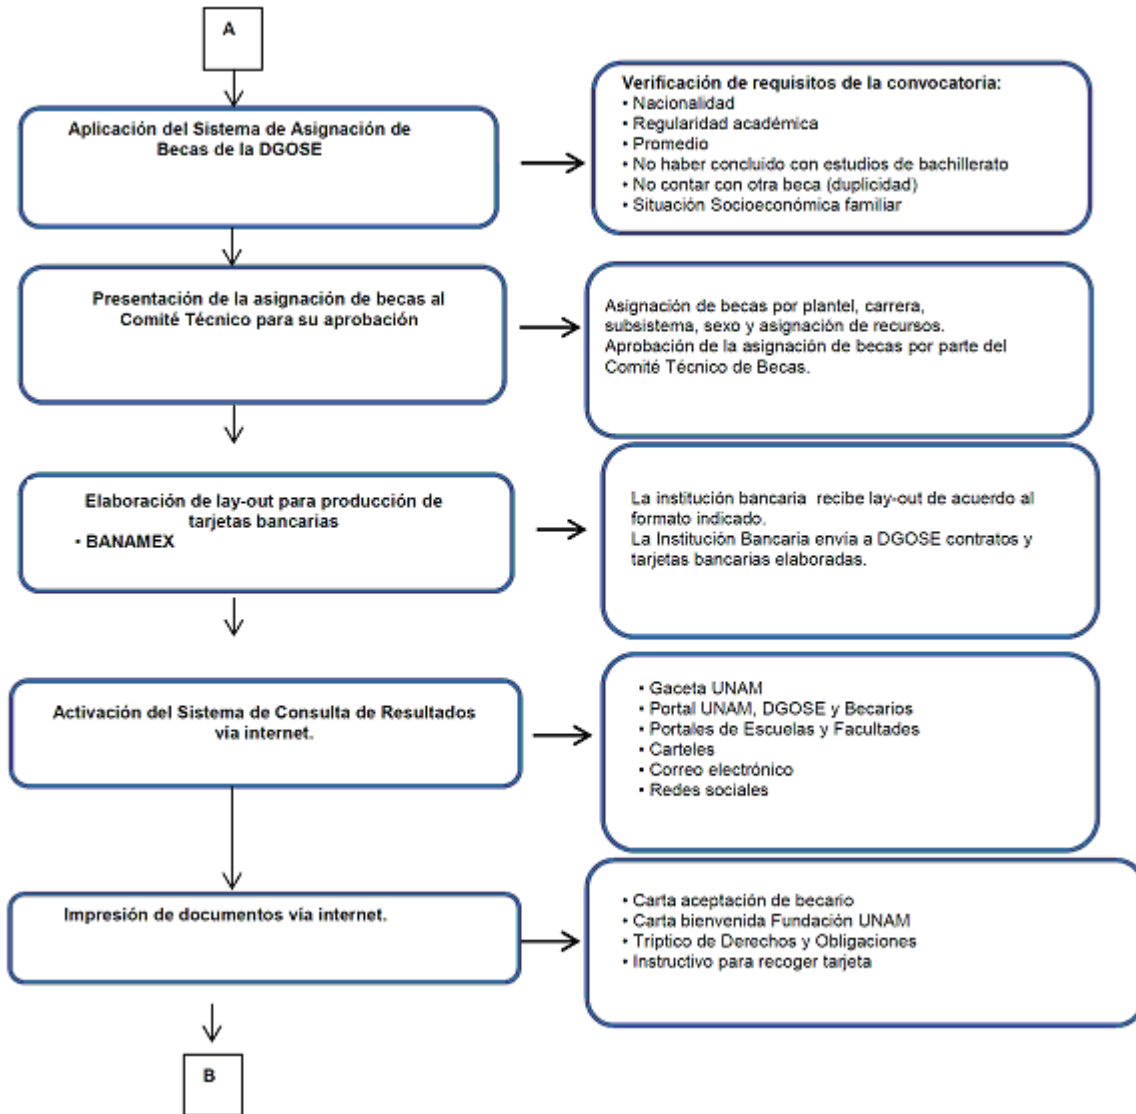 A
Aplicación del Sistema de Asignación de
Becas de la DGOSE
Verificación de requisitos de la convocatoria:
• Nacionalidad
• Regularidad académica
• Promedio
• No haber concluido con estudios de bachillerato
• No contar con otra beca (duplicidad)
• Situación Socioeconómica familiar
Presentación de la asignación de becas al
Comité Técnico para su aprobación
Asignación de becas por plantel, carrera,
subsistema, sexo y asignación de recursos.
Aprobación de la asignación de becas por parte del
Comité Técnico de Becas.
Elaboración de lay-out para producción de
tarjetas bancarias
• BANAMEX
La institución bancaria recibe lay-out de acuerdo al
formato indicado.
La Institución Bancaria envía a DGOSE contratos y
tarjetas bancarias elaboradas.
Activación del Sistema de Consulta de Resultados
vía internet.
• Gaceta UNAM
• Portal UNAM, DGOSE y Becarios
• Portales de Escuelas y Facultades
• Carteles
• Correo electrónico
• Redes sociales
Impresión de documentos vía internet.
• Carta aceptación de becario
• Carta bienvenida Fundación UNAM
• Tríptico de Derechos y Obligaciones
• Instructivo para recoger tarjeta
B